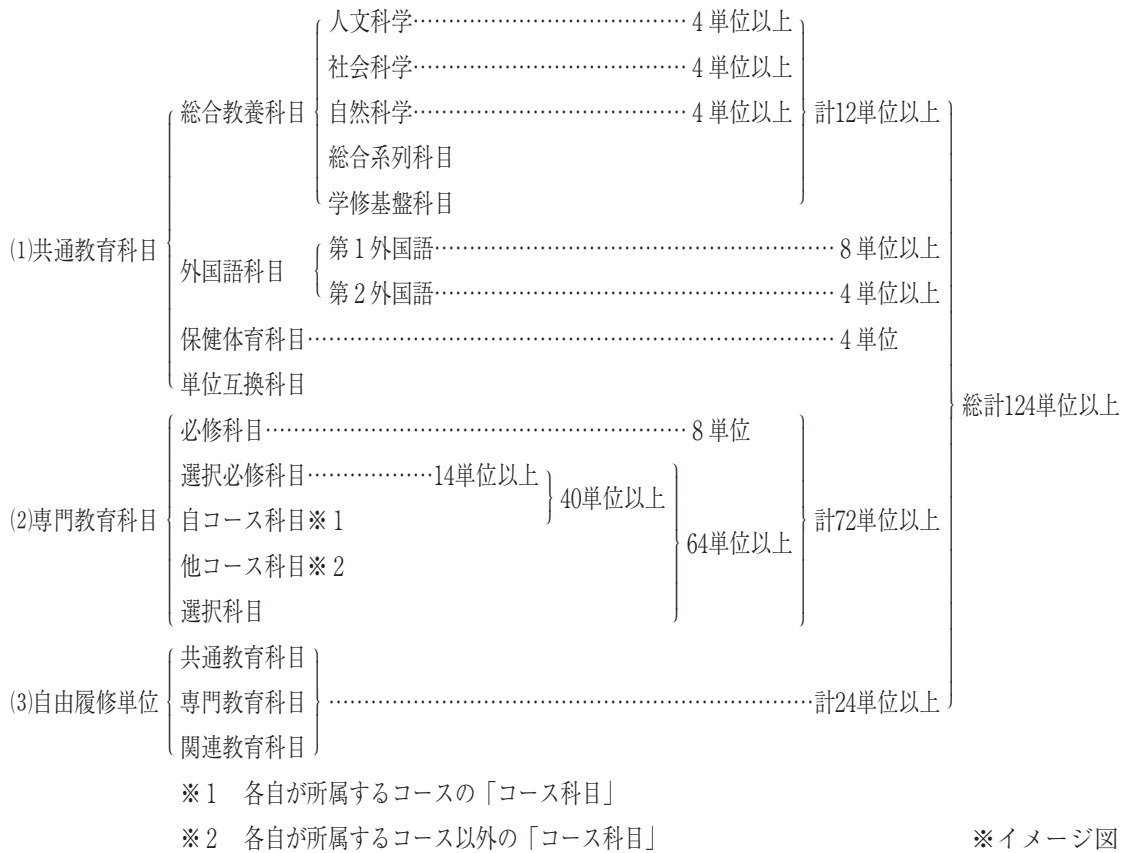 人文科学………………………………… 4 単位以上
社会科学………………………………… 4 単位以上
総合教養科目 自然科学………………………………… 4 単位以上 計12単位以上
総合系列科目
学修基盤科目
⑴共通教育科目 第 1 外国語……………………………………………… 8 単位以上
外国語科目
第 2 外国語……………………………………………… 4 単位以上
保健体育科目……………………………………………………………… 4 単位
単位互換科目
総計124単位以上
必修科目………………………………………………… 8 単位
選択必修科目………………14単位以上
40単位以上
⑵専門教育科目 自コース科目※ 1 計72単位以上
64単位以上
他コース科目※ 2
選択科目
共通教育科目
⑶自由履修単位 専門教育科目 …………………………………………………………計24単位以上
関連教育科目
※ 1 各自が所属するコースの「コース科目」
※ 2 各自が所属するコース以外の「コース科目」 ※イメージ図